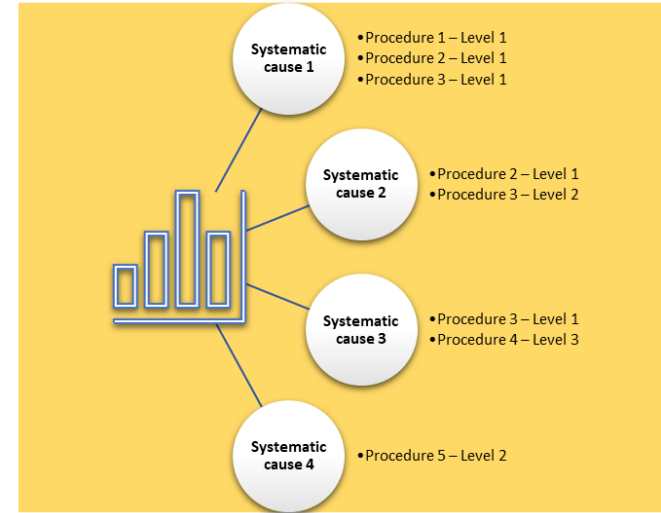 Systematic
cause 1
•Procedure 1 – Level 1
•Procedure 2 – Level 1
•Procedure 3 – Level 1
Systematic
cause 2
•Procedure 2 – Level 1
•Procedure 3 – Level 2
Systematic
cause 3
•Procedure 3 – Level 1
•Procedure 4 – Level 3
Systematic
cause 4
•Procedure 5 – Level 2